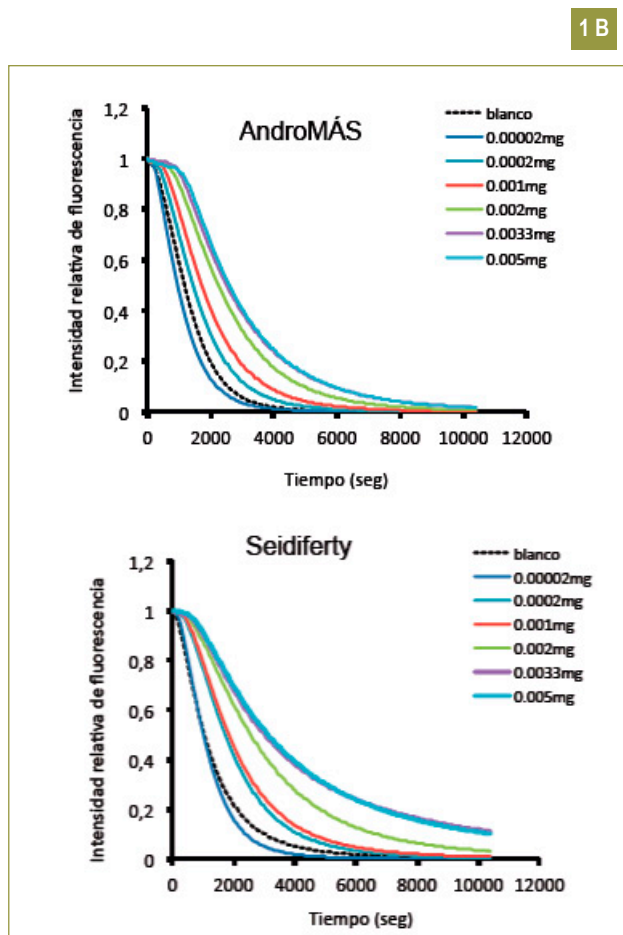 1 B
AndroMÁS
Intensidad relativa de fluorescencia
1,2
1
0,8
0,6
0,4
0,2
0
0 2000 4000 6000 8000 10000 12000
Tiempo (seg)
blanco
0.00002mg
0.0002mg
0.001mg
0.002mg
0.0033mg
0.005mg
Seidiferty
Intensidad relativa de fluorescencia
1,2
1
0,8
0,6
0,4
0,2
0
0 2000 4000 6000 8000 10000 12000
Tiempo (seg)
blanco
0.00002mg
0.0002mg
0.001mg
0.002mg
0.0033mg
0.005mg